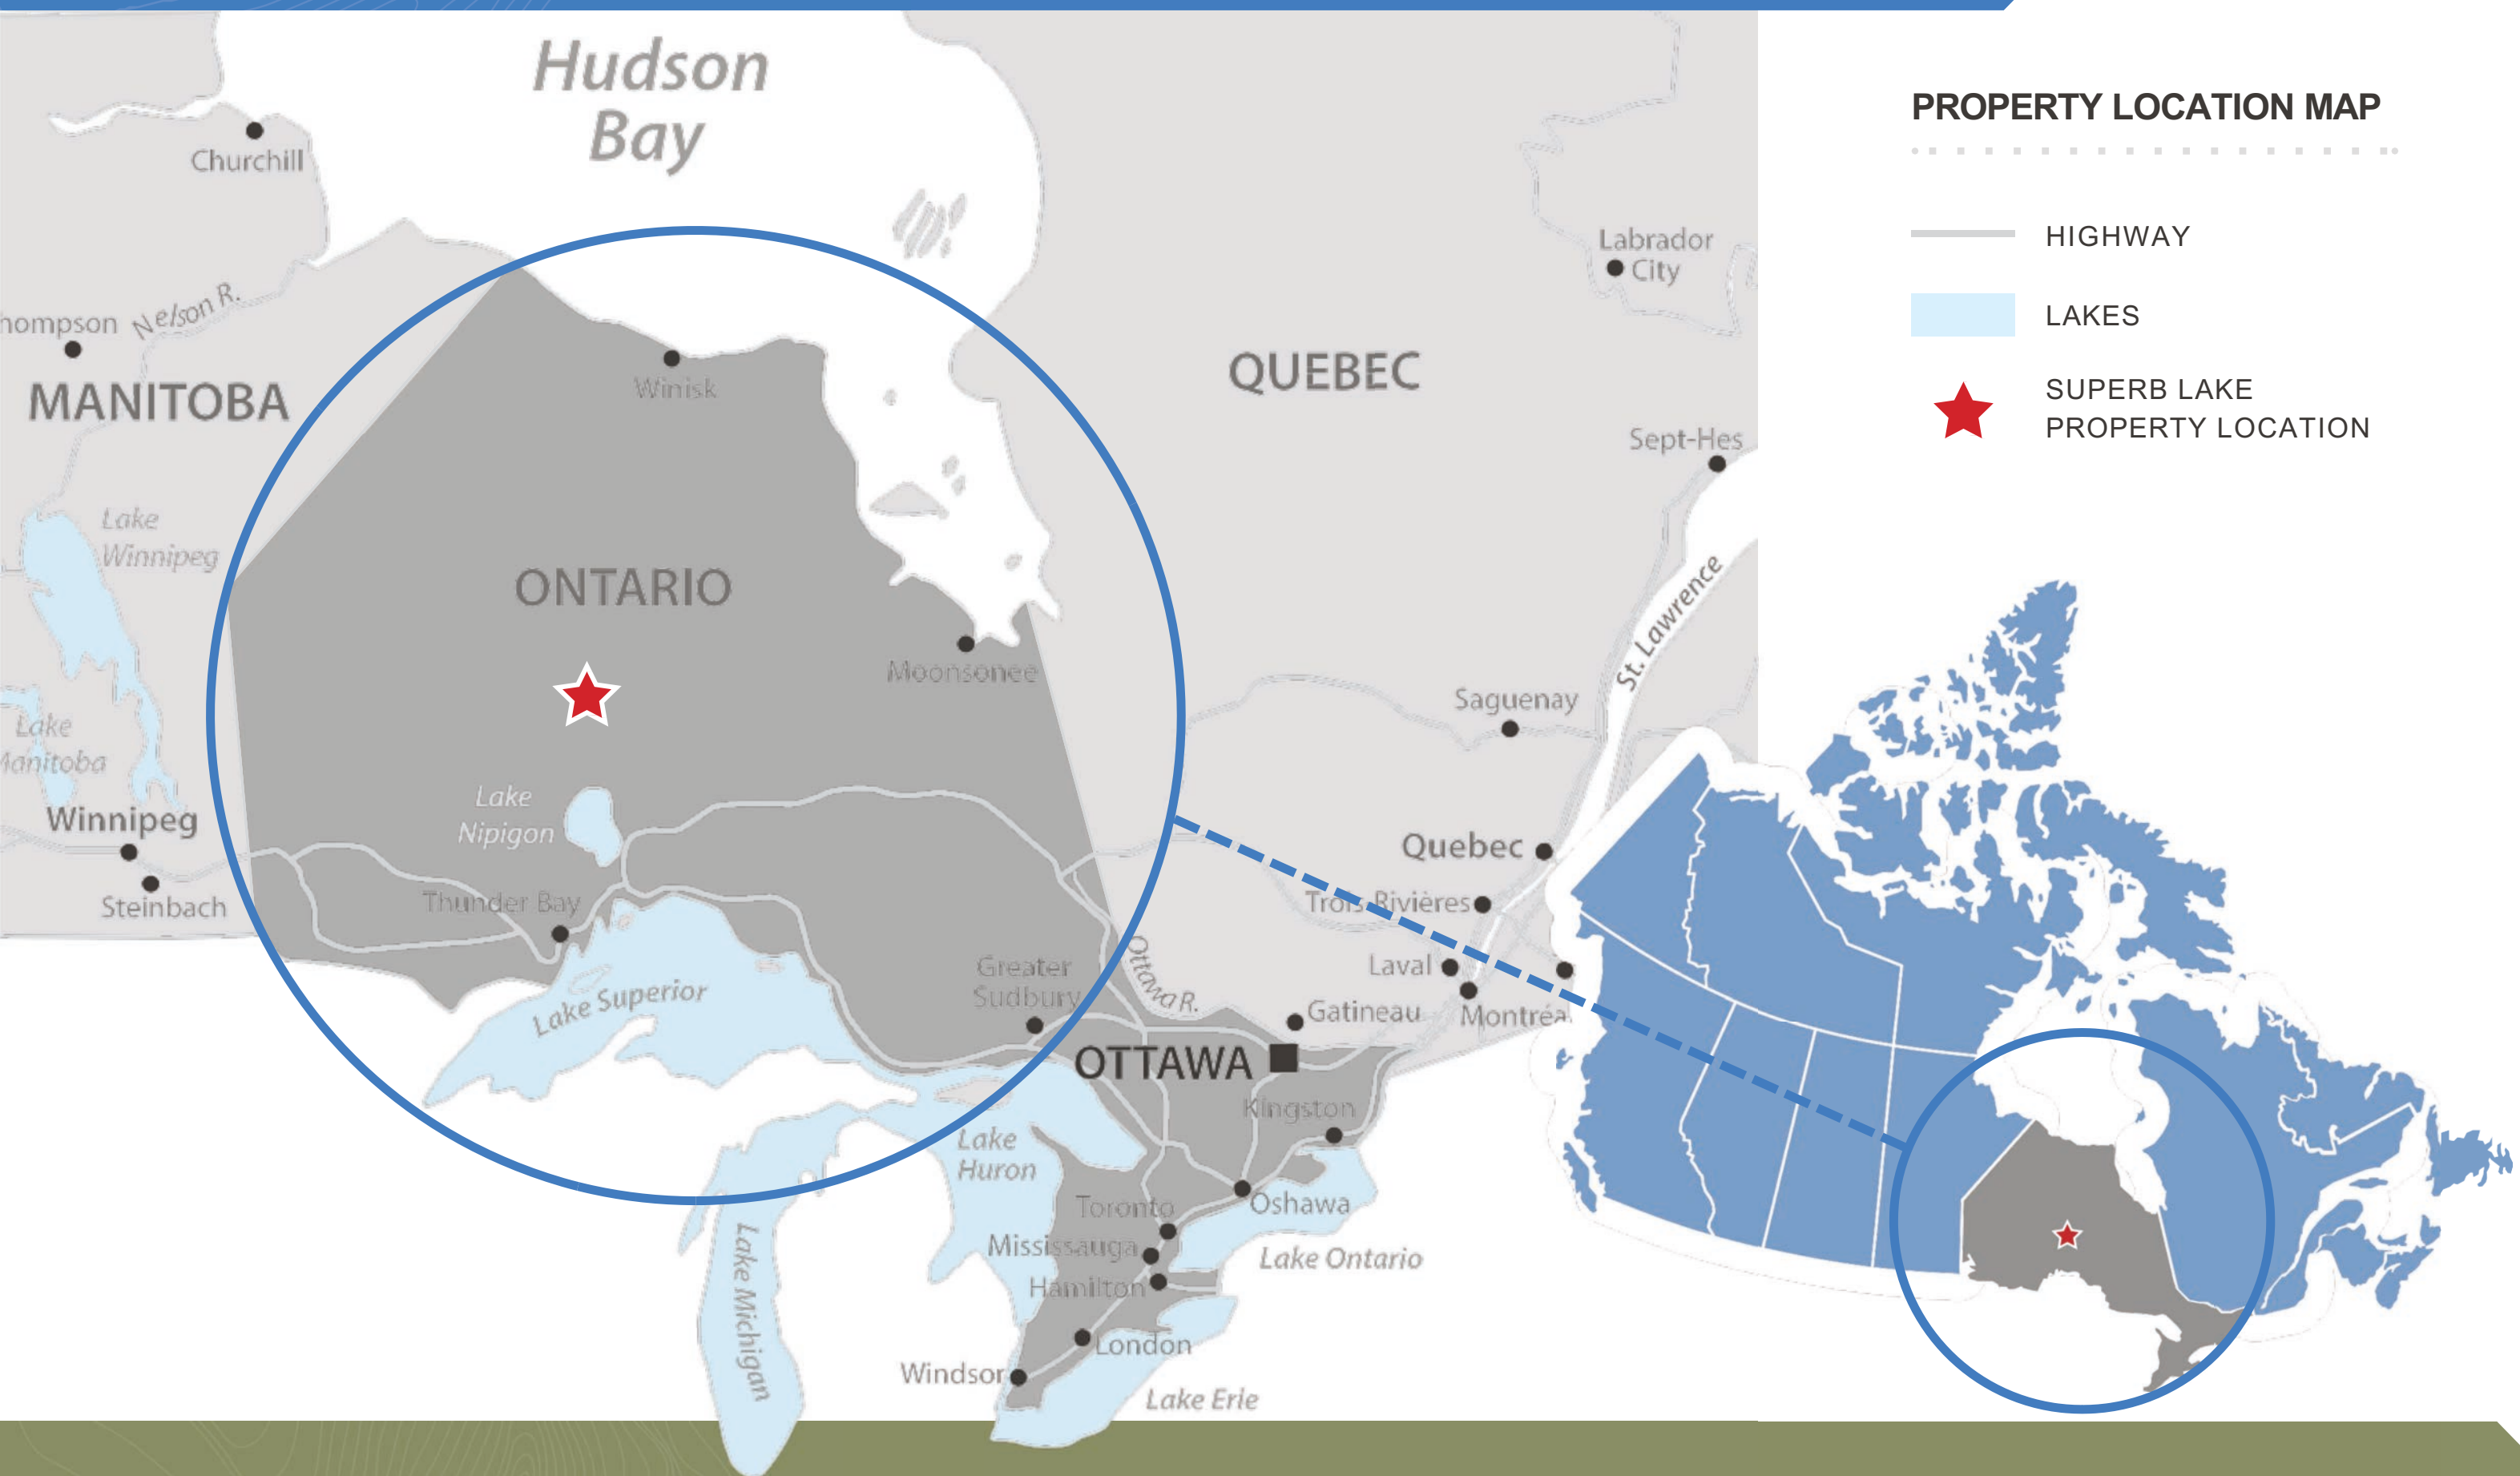 Hudson
Bay
Churchill
Nelson R.
hompson
MANITOBA
Winisk
QUEBEC
Labrador
City
Sept-Hes
Lake
Winnipeg
ONTARIO
Moonsonee
St. Lawrence
Saguenay
Lake
Manitoba
Winnipeg
Steinbach
Lake
Nipigon
Thunder Bay
Lake Superior
Greater
Sudbury
Ottawa R.
Quebec
Trois-Rivières
Laval
Montréa
Gatineau
OTTAWA
Kingston
Lake
Huron
Toronto
Oshawa
Mississauga
Hamilton
Lake Ontario
Lake Michigan
London
Windsor
Lake Erie
PROPERTY LOCATION MAP
HIGHWAY
LAKES
SUPERB LAKE
PROPERTY LOCATION